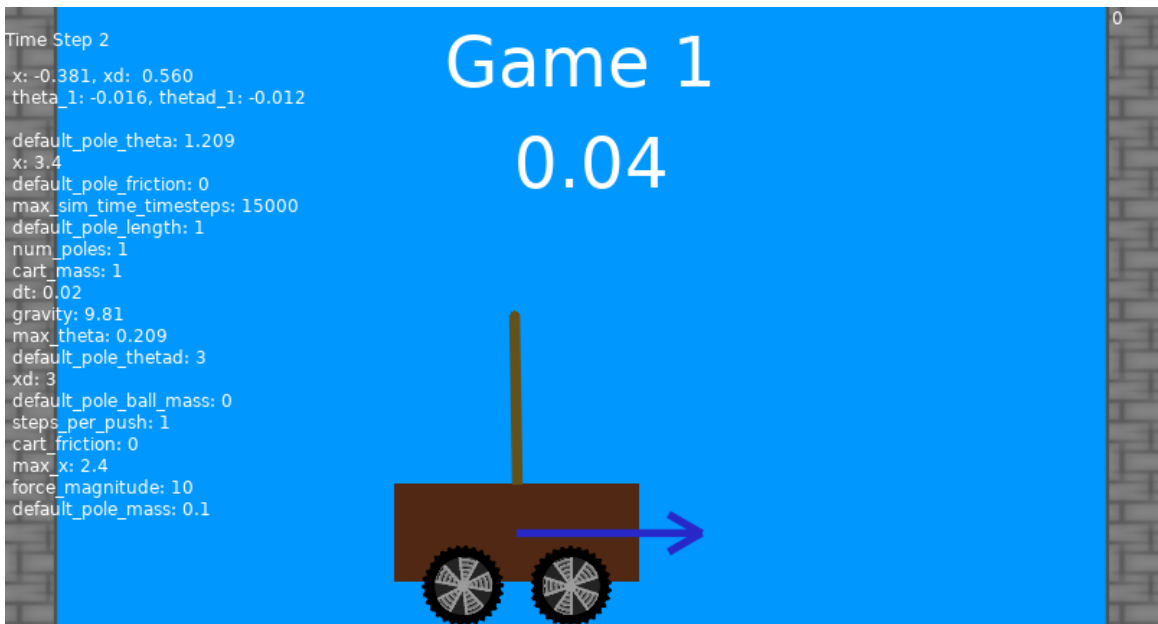 0
Time Step 2
Game 1
x: -0.381, xd:  0.560
theta_1: -0.016, thetad_1: -0.012
0.04
default_pole_theta: 1.209
x: 3.4
default_pole_friction: 0
max_sim_time_timesteps: 15000
default_pole_length: 1
num_poles: 1
cart_mass: 1
dt: 0.02
gravity: 9.81
max_theta: 0.209
default_pole_thetad: 3
xd: 3
default_pole_ball_mass: 0
steps_per_push: 1
cart_friction: 0
max_x: 2.4
force_magnitude: 10
default_pole_mass: 0.1